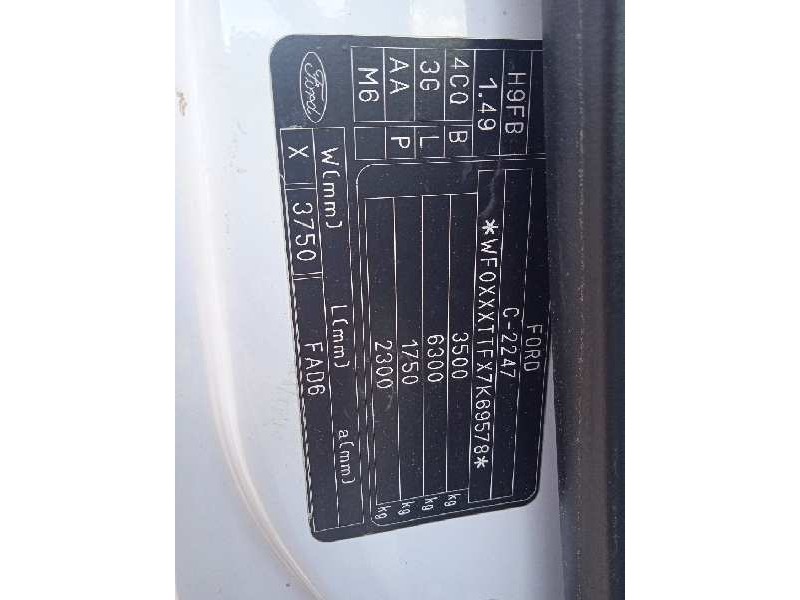 FORD
C-2247
*WF0XXXTTFX7K69578*
3500 kg
6300 kg
1750 kg
2300 kg
H9FB
1.49
4CQ B
3G L
AA P
M6
Ford
W(mm) L(mm) a(mm)
X 3750 FAD6